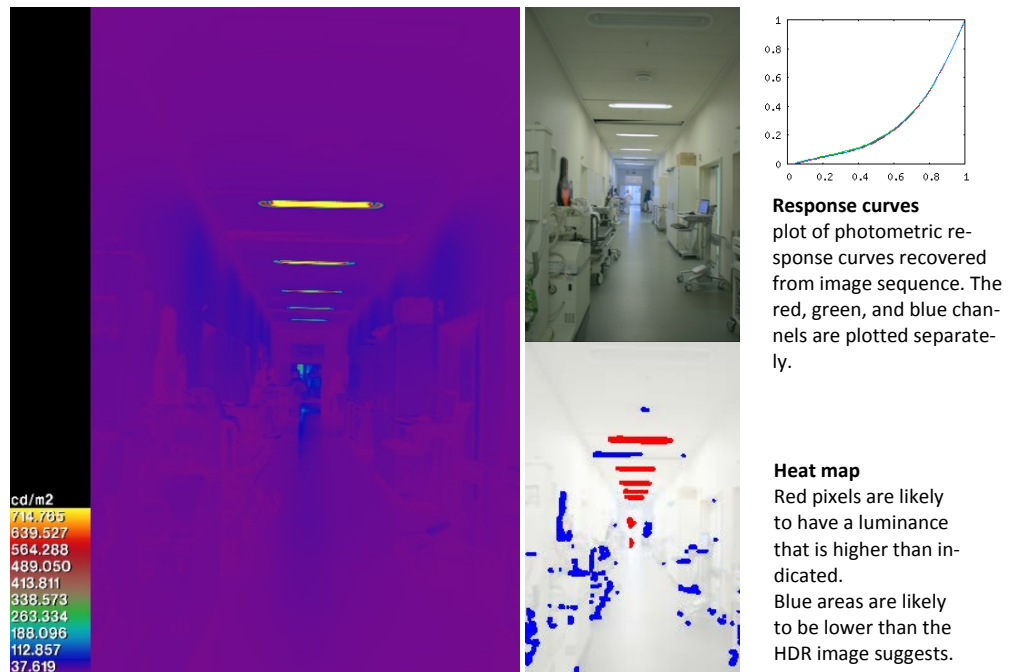 cd/m2
714.785
639.527
564.288
489.050
413.811
338.573
263.334
188.096
112.857
37.619
1
0.8
0.6
0.4
0.2
0
0 0.2 0.4 0.6 0.8 1
Response curves
plot of photometric re-
sponse curves recovered
from image sequence. The
red, green, and blue chan-
nels are plotted separate-
ly.
Heat map
Red pixels are likely
to have a luminance
that is higher than in-
dicated.
Blue areas are likely
to be lower than the
HDR image suggests.